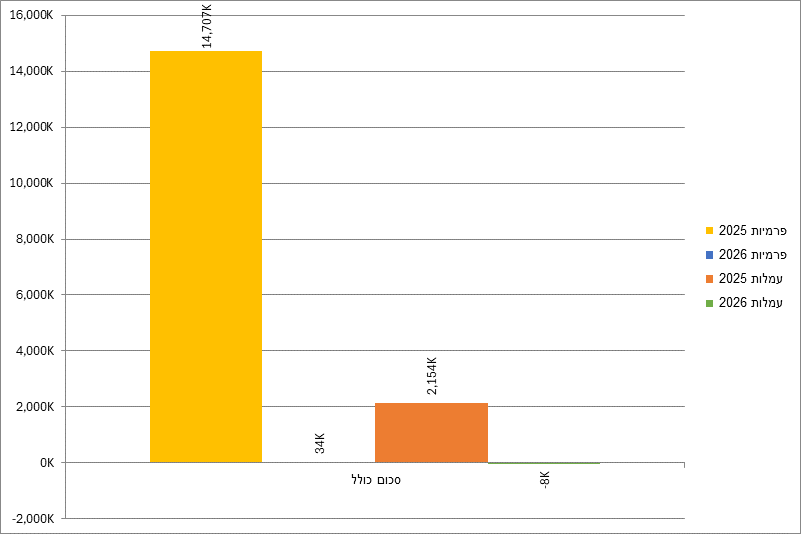 16,000K
14,000K
12,000K
10,000K
8,000K
6,000K
4,000K
2,000K
0K
-2,000K
14,707K
34K
2,154K
-8K
סכום כולל
פרמיות 2025
פרמיות 2026
עמלות 2025
עמלות 2026